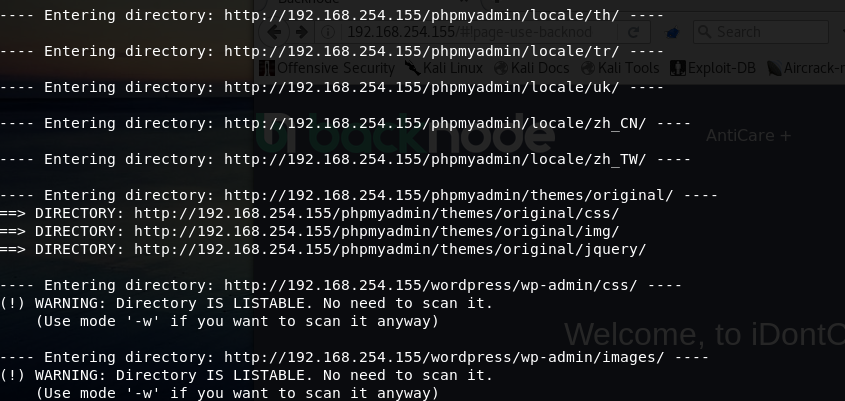 ---- Entering directory: http://192.168.254.155/phpmyadmin/locale/th/ ----
---- Entering directory: http://192.168.254.155/phpmyadmin/locale/tr/ ----
---- Entering directory: http://192.168.254.155/phpmyadmin/locale/uk/ ----
---- Entering directory: http://192.168.254.155/phpmyadmin/locale/zh_CN/ ----
---- Entering directory: http://192.168.254.155/phpmyadmin/locale/zh_TW/ ----
---- Entering directory: http://192.168.254.155/phpmyadmin/themes/original/ ----
==> DIRECTORY: http://192.168.254.155/phpmyadmin/themes/original/css/
==> DIRECTORY: http://192.168.254.155/phpmyadmin/themes/original/img/
==> DIRECTORY: http://192.168.254.155/phpmyadmin/themes/original/jquery/
---- Entering directory: http://192.168.254.155/wordpress/wp-admin/css/ ----
(!) WARNING: Directory IS LISTABLE. No need to scan it.
(Use mode '-w' if you want to scan it anyway)
---- Entering directory: http://192.168.254.155/wordpress/wp-admin/images/ ----
(!) WARNING: Directory IS LISTABLE. No need to scan it.
(Use mode '-w' if you want to scan it anyway)
192.168.254.155/#page-use-backnod
Search
Offensive Security Kali Linux Kali Docs Kali Tools Exploit-DB Aircrack-n
backnode
AntiCare +
Welcome, to iDontC